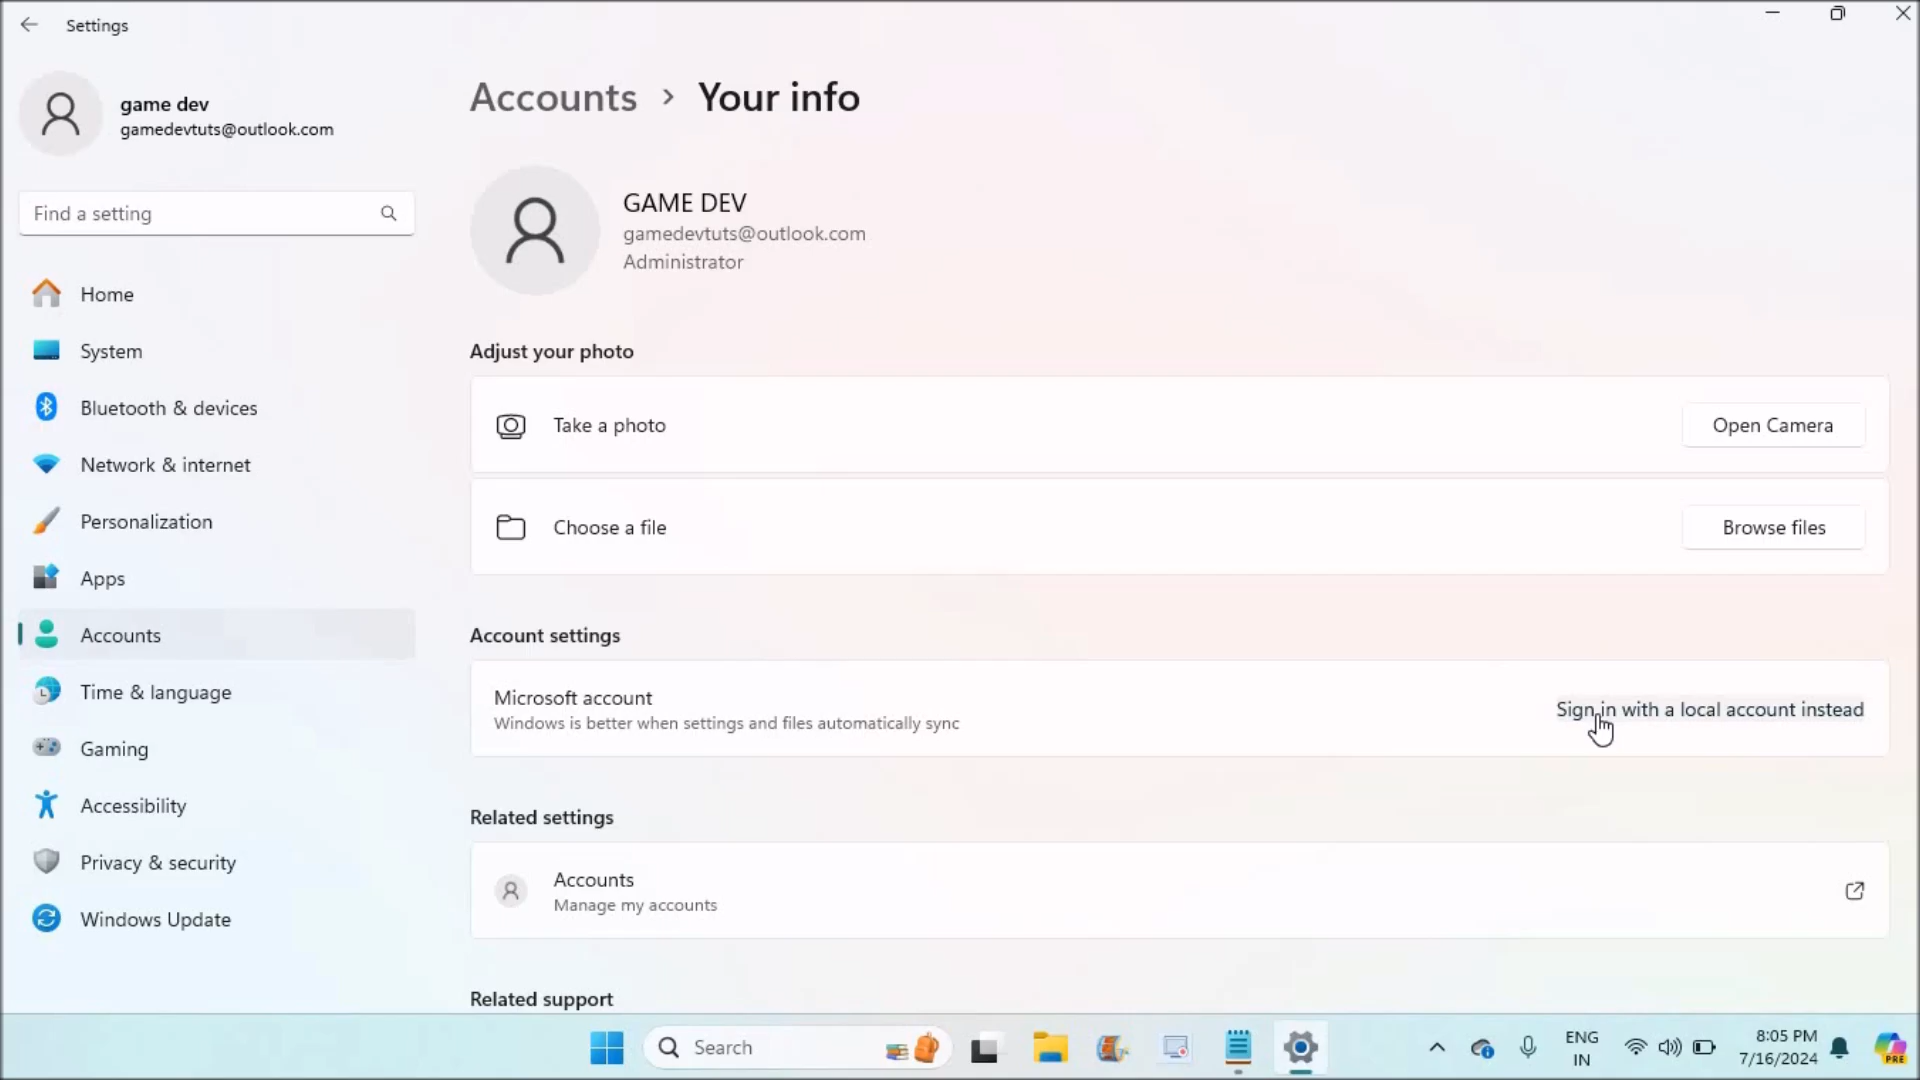 Settings
game dev
gamedevtuts@outlook.com
Find a setting
Home
System
Bluetooth & devices
Network & internet
Personalization
Apps
Accounts
Time & language
Gaming
Accessibility
Privacy & security
Windows Update
Accounts > Your info
GAME DEV
gamedevtuts@outlook.com
Administrator
Adjust your photo
Take a photo
Open Camera
Choose a file
Browse files
Account settings
Microsoft account
Windows is better when settings and files automatically sync
Sign in with a local account instead
Related settings
Accounts
Manage my accounts
Related support
Search
ENG
IN
8:05 PM
7/16/2024
PRE